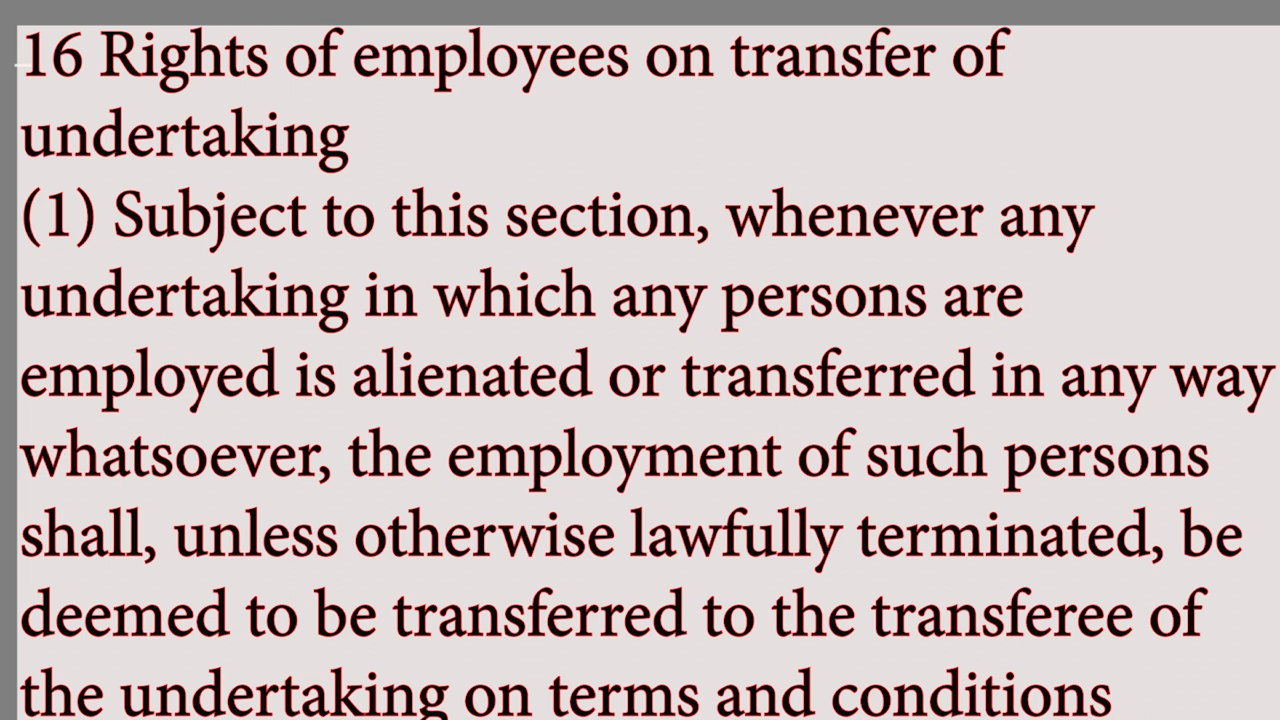 16 Rights of employees on transfer of
undertaking
(1) Subject to this section, whenever any
undertaking in which any persons are
employed is alienated or transferred in any way
whatsoever, the employment of such persons
shall, unless otherwise lawfully terminated, be
deemed to be transferred to the transferee of
the undertaking on terms and conditions